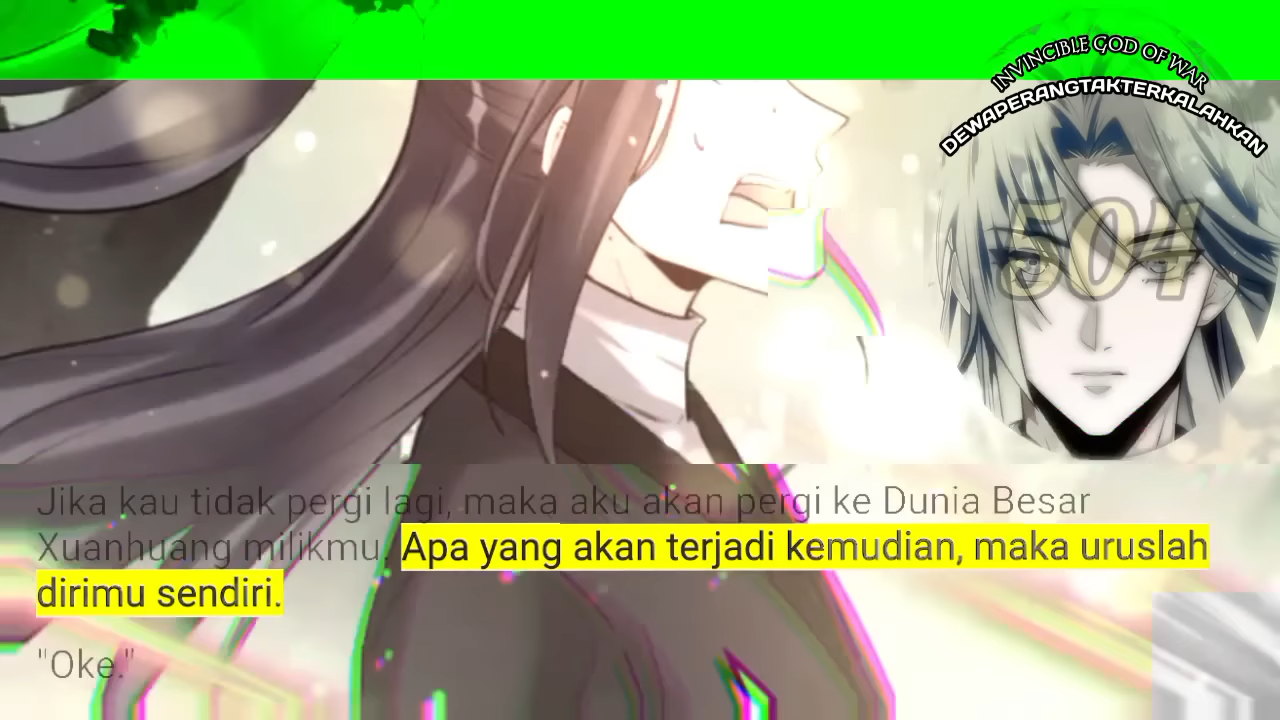 INVINCIBLE GOD OF WAR
DEWAPERANGTAKTERKALAHKAN
504
Jika kau tidak pergi lagi, maka aku akan pergi ke Dunia Besar
Xuanhuang milikmu. Apa yang akan terjadi kemudian, maka uruslah
dirimu sendiri.
"Oke."